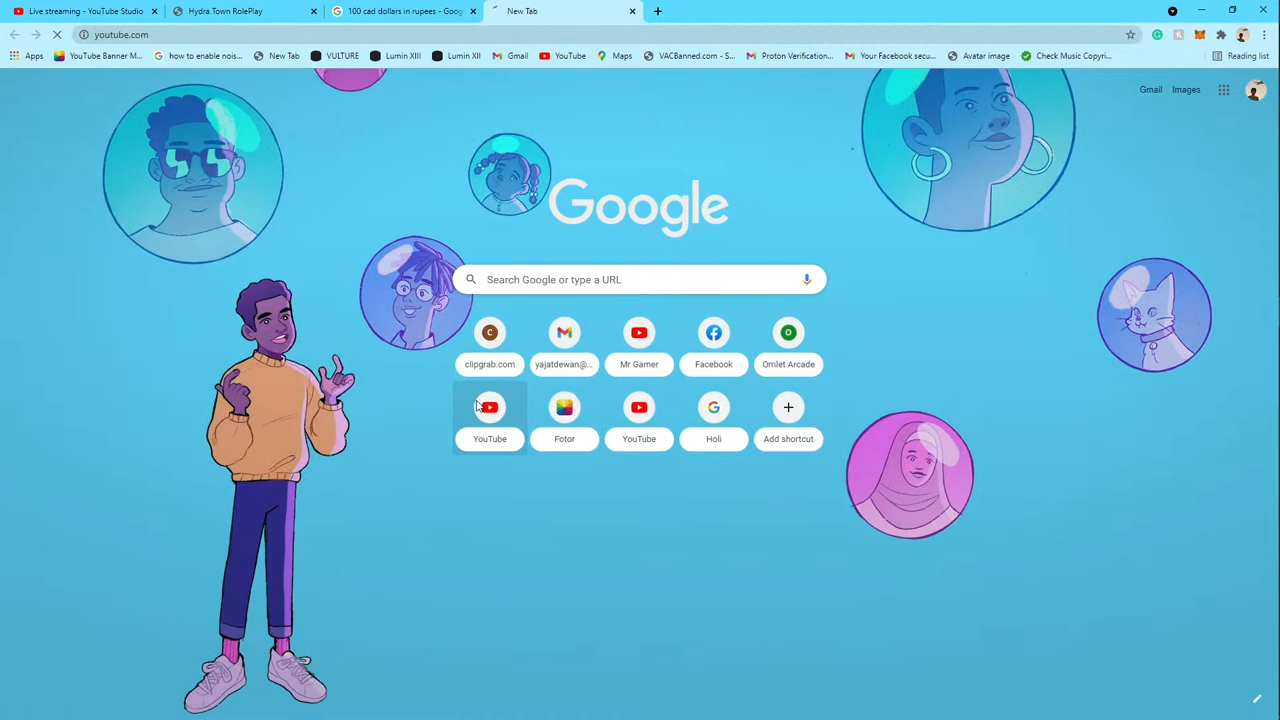 Live streaming - YouTube Studio
Hydra Town RolePlay
100 cad dollars in rupees - Goog
New Tab
youtube.com
Apps
YouTube Banner M...
how to enable nois...
New Tab
VULTURE
Lumin XIII
Lumin XII
Gmail
YouTube
Maps
VACBanned.com - S...
Proton Verification...
Your Facebook secu...
Avatar image
Check Music Copyri...
Reading list
Gmail
Images
Google
Search Google or type a URL
C
O
clipgrab.com
yajatdewan@...
Mr Gamer
Facebook
Omlet Arcade
YouTube
Fotor
YouTube
Holi
Add shortcut